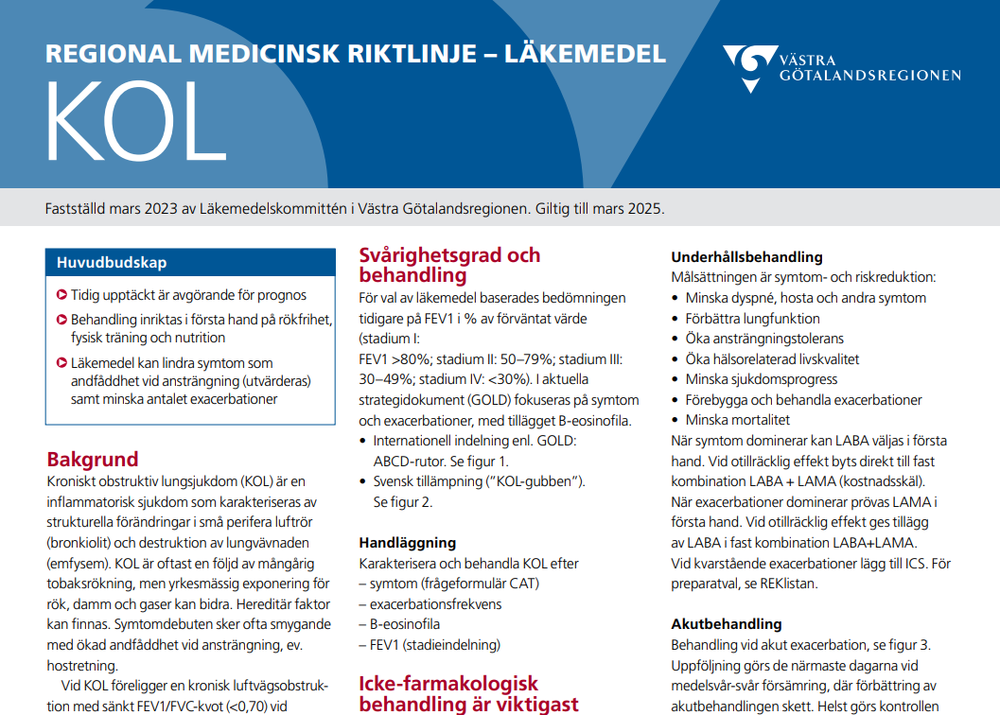 REGIONAL MEDICINSK RIKTLINJE – LÄKEMEDEL
KOL
VÄSTRA
GÖTALANDSREGIONEN
Fastställd mars 2023 av Läkemedelskommittén i Västra Götalandsregionen. Giltig till mars 2025.
Huvudbudskap
Tidig upptäckt är avgörande för prognos
Behandling inriktas i första hand på rökfrihet,
fysisk träning och nutrition
Läkemedel kan lindra symtom som
andfåddhet vid ansträngning (utvärderas)
samt minska antalet exacerbationer
Bakgrund
Kroniskt obstruktiv lungsjukdom (KOL) är en
inflammatorisk sjukdom som karakteriseras av
strukturella förändringar i små perifera luftrör
(bronkiolit) och destruktion av lungvävnaden
(emfysem). KOL är oftast en följd av mångårig
tobaksrökning, men yrkesmässig exponering för
rök, damm och gaser kan bidra. Hereditär faktor
kan finnas. Symtomdebuten sker ofta smygande
med ökad andfåddhet vid ansträngning, ev.
hostretning.
Vid KOL föreligger en kronisk luftvägsobstruk-
tion med sänkt FEV1/FVC-kvot (<0,70) vid
Svårighetsgrad och
behandling
För val av läkemedel baserades bedömningen
tidigare på FEV1 i % av förväntat värde
(stadium I:
FEV1 >80%; stadium II: 50–79%; stadium III:
30–49%; stadium IV: <30%). I aktuella
strategidokument (GOLD) fokuseras på symtom
och exacerbationer, med tillägget B-eosinofila.
• Internationell indelning enl. GOLD:
ABCD-rutor. Se figur 1.
• Svensk tillämpning (”KOL-gubben”).
Se figur 2.
Handläggning
Karakterisera och behandla KOL efter
– symtom (frågeformulär CAT)
– exacerbationsfrekvens
– B-eosinofila
– FEV1 (stadieindelning)
Icke-farmakologisk
behandling är viktigast
Underhållsbehandling
Målsättningen är symtom- och riskreduktion:
• Minska dyspné, hosta och andra symtom
• Förbättra lungfunktion
• Öka ansträngningstolerans
• Öka hälsorelaterad livskvalitet
• Minska sjukdomsprogress
• Förebygga och behandla exacerbationer
• Minska mortalitet
När symtom dominerar kan LABA väljas i första
hand. Vid otillräcklig effekt byts direkt till fast
kombination LABA + LAMA (kostnadsskäl).
När exacerbationer dominerar prövas LAMA i
första hand. Vid otillräcklig effekt ges tillägg
av LABA i fast kombination LABA+LAMA.
Vid kvarstående exacerbationer lägg till ICS. För
preparatval, se REKlistan.
Akutbehandling
Behandling vid akut exacerbation, se figur 3.
Uppföljning görs de närmaste dagarna vid
medelsvår-svår försämring, där förbättring av
akutbehandlingen skett. Helst görs kontrollen